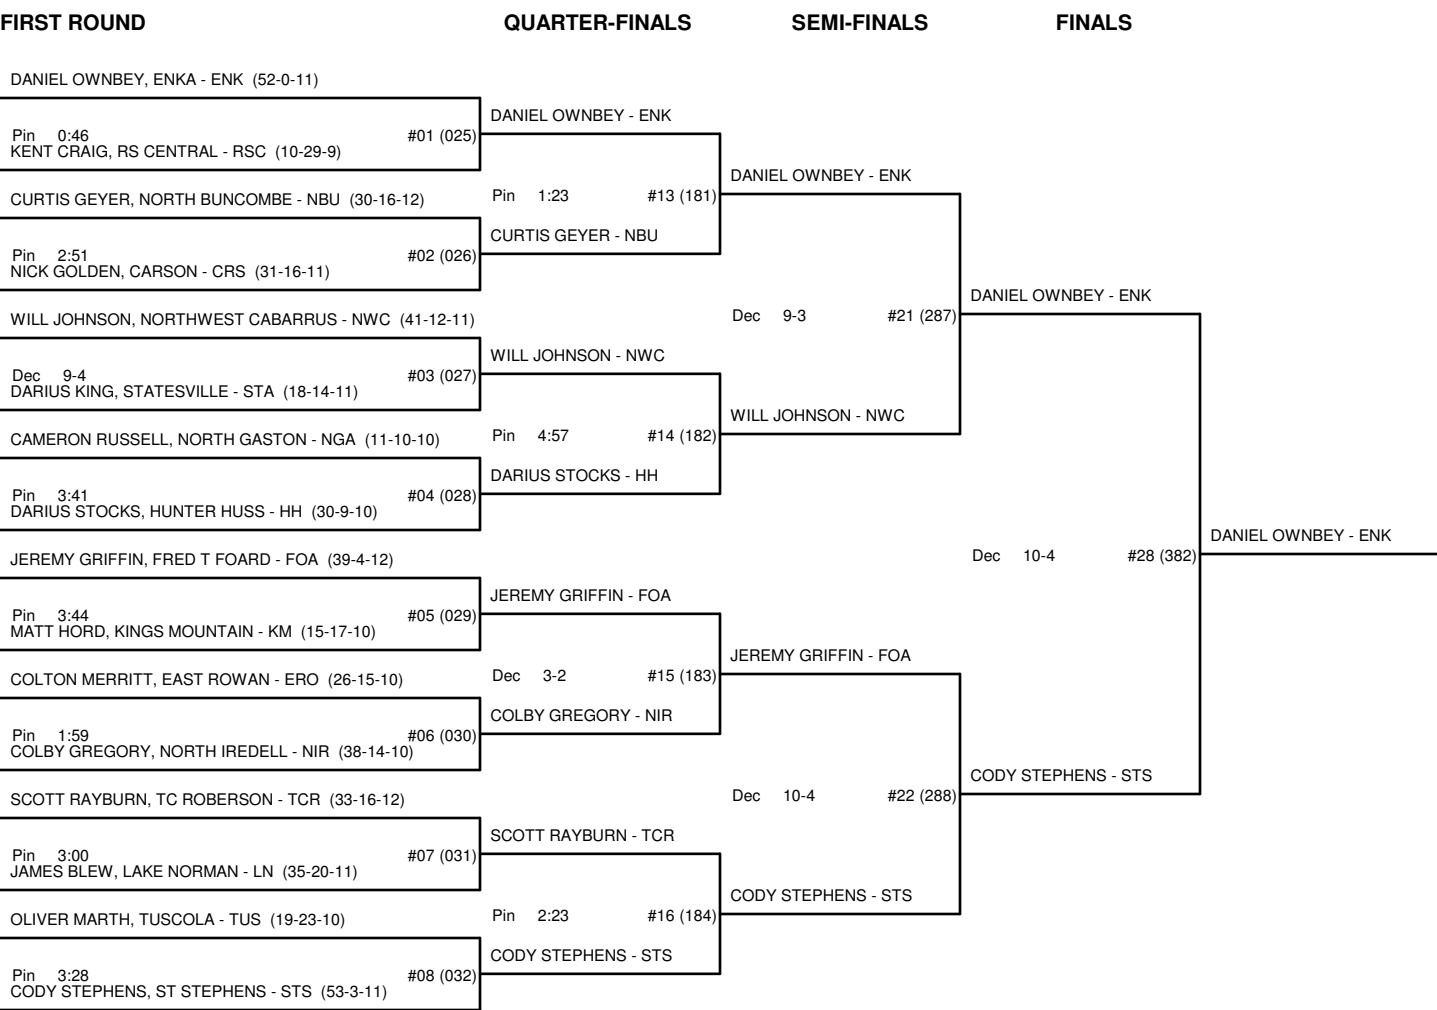 FIRST ROUND QUARTER-FINALS SEMI-FINALS FINALS
DANIEL OWNBEY, ENKA - ENK (52-0-11)
DANIEL OWNBEY - ENK
Pin 0:46 #01 (025)
KENT CRAIG, RS CENTRAL - RSC (10-29-9)
DANIEL OWNBEY - ENK
CURTIS GEYER, NORTH BUNCOMBE - NBU (30-16-12)
Pin 1:23 #13 (181)
CURTIS GEYER - NBU
Pin 2:51 #02 (026)
NICK GOLDEN, CARSON - CRS (31-16-11)
DANIEL OWNBEY - ENK
WILL JOHNSON, NORTHWEST CABARRUS - NWC (41-12-11)
Dec 9-3 #21 (287)
WILL JOHNSON - NWC
Dec 9-4 #03 (027)
DARIUS KING, STATESVILLE - STA (18-14-11)
WILL JOHNSON - NWC
CAMERON RUSSELL, NORTH GASTON - NGA (11-10-10)
Pin 4:57 #14 (182)
DARIUS STOCKS - HH
Pin 3:41 #04 (028)
DARIUS STOCKS, HUNTER HUSS - HH (30-9-10)
DANIEL OWNBEY - ENK
JEREMY GRIFFIN, FRED T FOARD - FOA (39-4-12)
Dec 10-4 #28 (382)
JEREMY GRIFFIN - FOA
Pin 3:44 #05 (029)
MATT HORD, KINGS MOUNTAIN - KM (15-17-10)
JEREMY GRIFFIN - FOA
COLTON MERRITT, EAST ROWAN - ERO (26-15-10)
Dec 3-2 #15 (183)
COLBY GREGORY - NIR
Pin 1:59 #06 (030)
COLBY GREGORY, NORTH IREDELL - NIR (38-14-10)
CODY STEPHENS - STS
SCOTT RAYBURN, TC ROBERSON - TCR (33-16-12)
Dec 10-4 #22 (288)
SCOTT RAYBURN - TCR
Pin 3:00 #07 (031)
JAMES BLEW, LAKE NORMAN - LN (35-20-11)
CODY STEPHENS - STS
OLIVER MARTH, TUSCOLA - TUS (19-23-10)
Pin 2:23 #16 (184)
CODY STEPHENS - STS
Pin 3:28 #08 (032)
CODY STEPHENS, ST STEPHENS - STS (53-3-11)